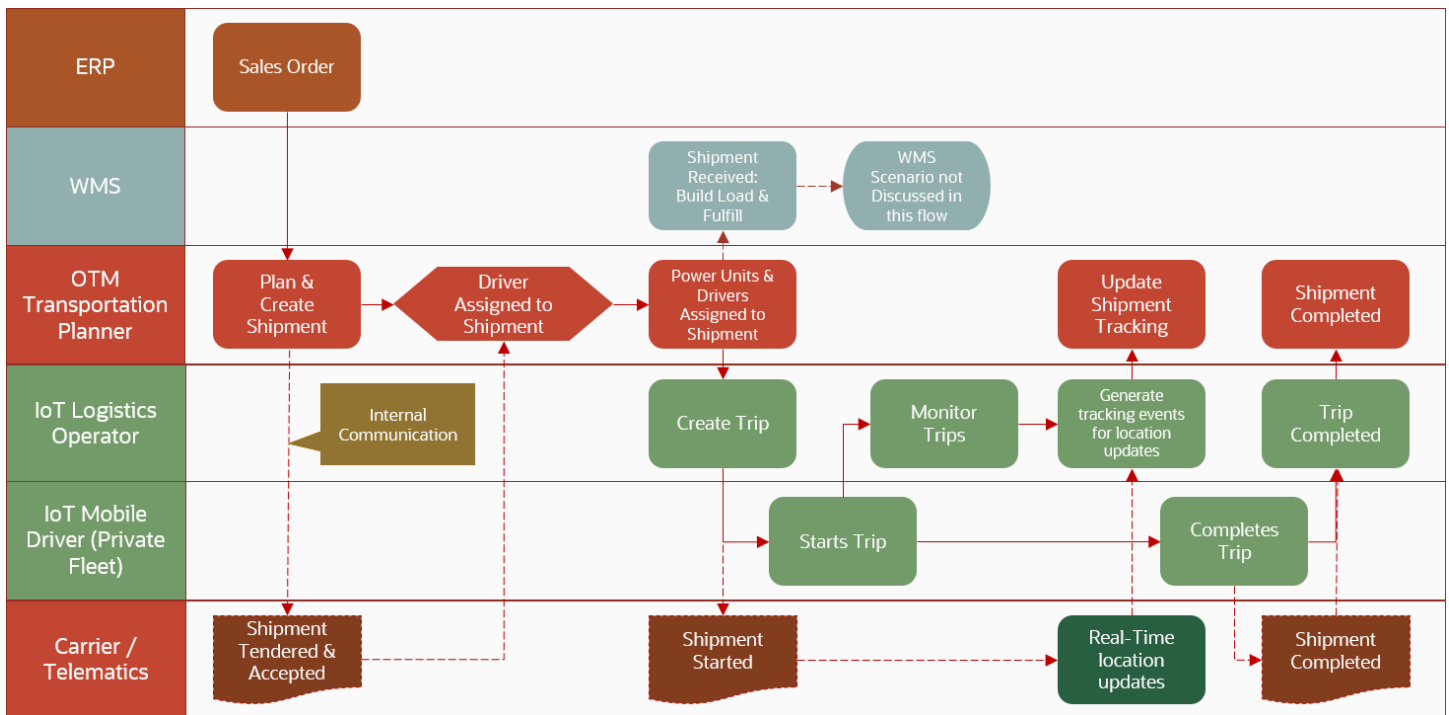 ERP
Sales Order
WMS
Shipment
Received:
Build Load &
Fulfill
WMS
Scenario not
Discussed in
this flow
OTM
Transportation
Planner
Plan &
Create
Shipment
Driver
Assigned to
Shipment
Power Units &
Drivers
Assigned to
Shipment
Update
Shipment
Tracking
Shipment
Completed
IoT Logistics
Operator
Internal
Communication
Create Trip
Monitor
Trips
Generate
tracking events
for location
updates
Trip
Completed
IoT Mobile
Driver (Private
Fleet)
Starts Trip
Completes
Trip
Carrier /
Telematics
Shipment
Tendered &
Accepted
Shipment
Started
Real-Time
location
updates
Shipment
Completed